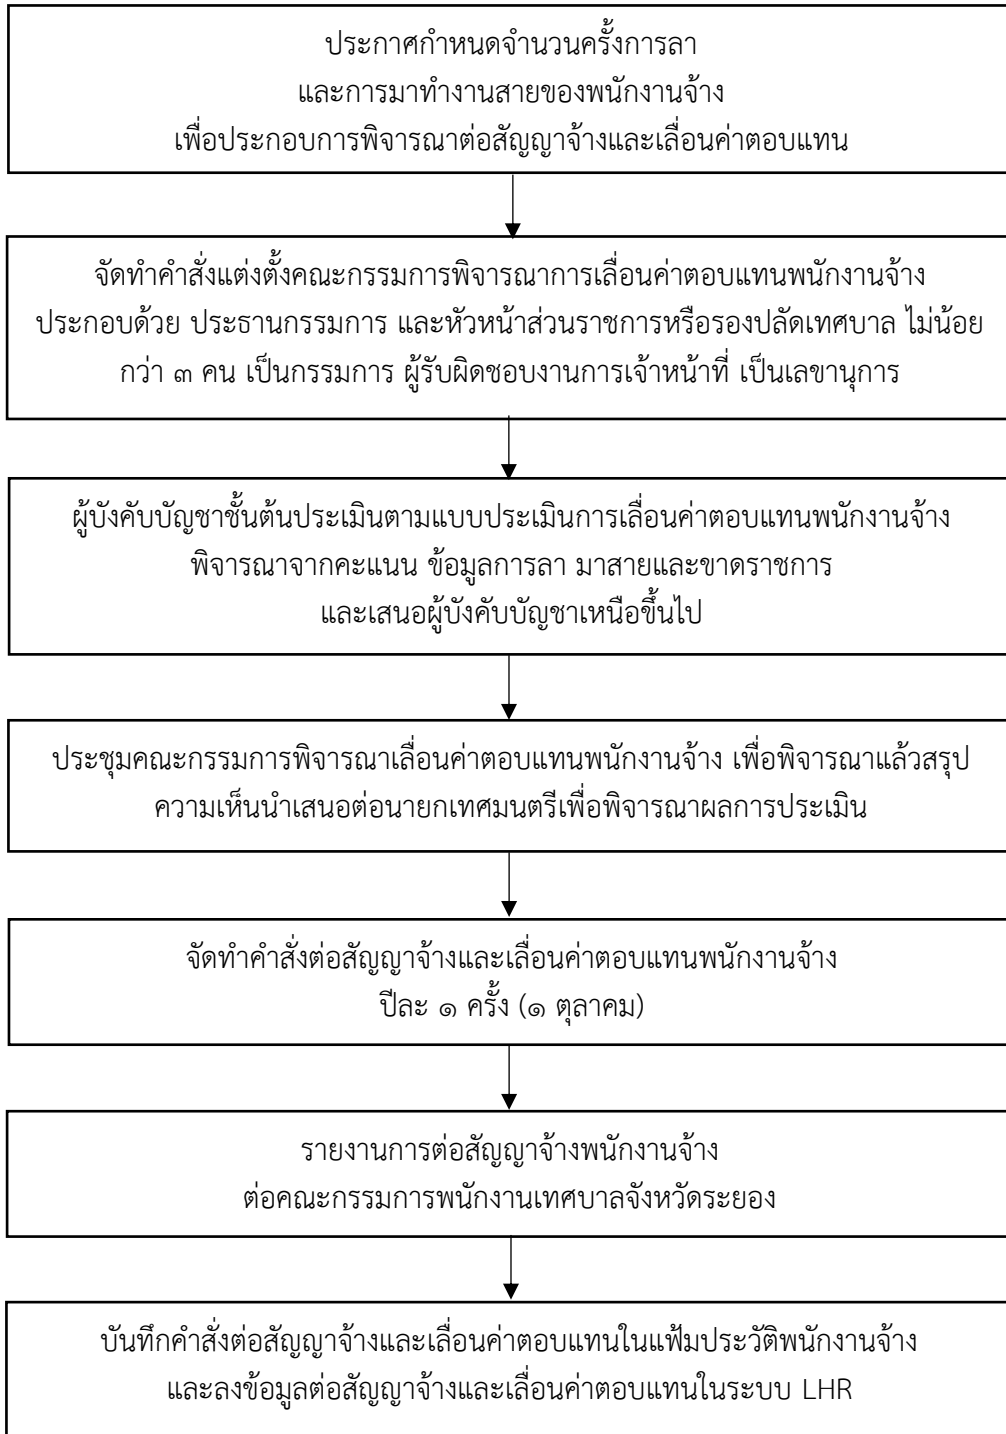 ประกาศกำหนดจำนวนครั้งการลา
และการมาทำงานสายของพนักงานจ้าง
เพื่อประกอบการพิจารณาต่อสัญญาจ้างและเลื่อนค่าตอบแทน
จัดทำคำสั่งแต่งตั้งคณะกรรมการพิจารณาการเลื่อนค่าตอบแทนพนักงานจ้าง
ประกอบด้วย ประธานกรรมการ และหัวหน้าส่วนราชการหรือรองปลัดเทศบาล ไม่น้อย
กว่า ๓ คน เป็นกรรมการ ผู้รับผิดชอบงานการเจ้าหน้าที่ เป็นเลขานุการ
ผู้บังคับบัญชาชั้นต้นประเมินตามแบบประเมินการเลื่อนค่าตอบแทนพนักงานจ้าง
พิจารณาจากคะแนน ข้อมูลการลา มาสายและขาดราชการ
และเสนอผู้บังคับบัญชาเหนือขึ้นไป
ประชุมคณะกรรมการพิจารณาเลื่อนค่าตอบแทนพนักงานจ้าง เพื่อพิจารณาแล้วสรุป
ความเห็นนำเสนอต่อนายกเทศมนตรีเพื่อพิจารณาผลการประเมิน
จัดทำคำสั่งต่อสัญญาจ้างและเลื่อนค่าตอบแทนพนักงานจ้าง
ปีละ ๑ ครั้ง (๑ ตุลาคม)
รายงานการต่อสัญญาจ้างพนักงานจ้าง
ต่อคณะกรรมการพนักงานเทศบาลจังหวัดระยอง
บันทึกคำสั่งต่อสัญญาจ้างและเลื่อนค่าตอบแทนในแฟ้มประวัติพนักงานจ้าง
และลงข้อมูลต่อสัญญาจ้างและเลื่อนค่าตอบแทนในระบบ LHR